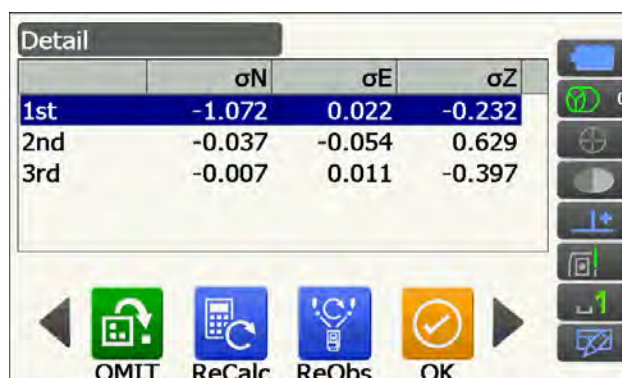 Detail
σN σE σZ
1st -1.072 0.022 -0.232
2nd -0.037 -0.054 0.629
3rd -0.007 0.011 -0.397
OMIT ReCalc ReObs OK